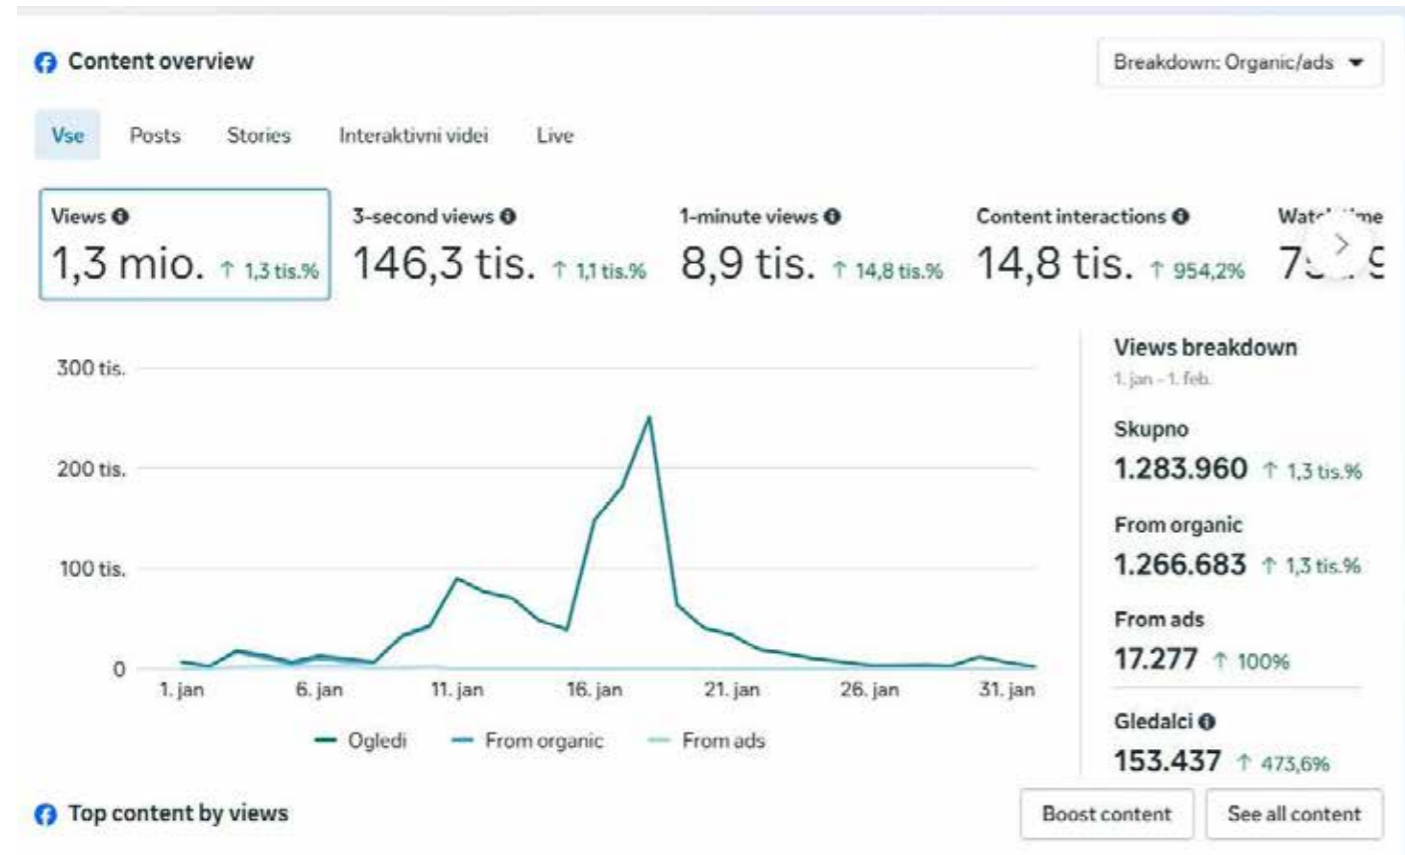 Content overview
Breakdown: Organic/ads
Vse Posts Stories Interaktivni videi Live
Views 3-second views 1-minute views Content interactions
1,3 mio. ↑ 1,3 tis.% 146,3 tis. ↑ 1,1 tis.% 8,9 tis. ↑ 14,8 tis.% 14,8 tis. ↑ 954,2%
300 tis.
200 tis.
100 tis.
0
1. jan 6. jan 11. jan 16. jan 21. jan 26. jan 31. jan
Ogledi From organic From ads
Views breakdown
1. jan - 1. feb.
Skupno
1.283.960 ↑ 1,3 tis.%
From organic
1.266.683 ↑ 1,3 tis.%
From ads
17.277 ↑ 100%
Gledalci
153.437 ↑ 473,6%
Top content by views
Boost content
See all content